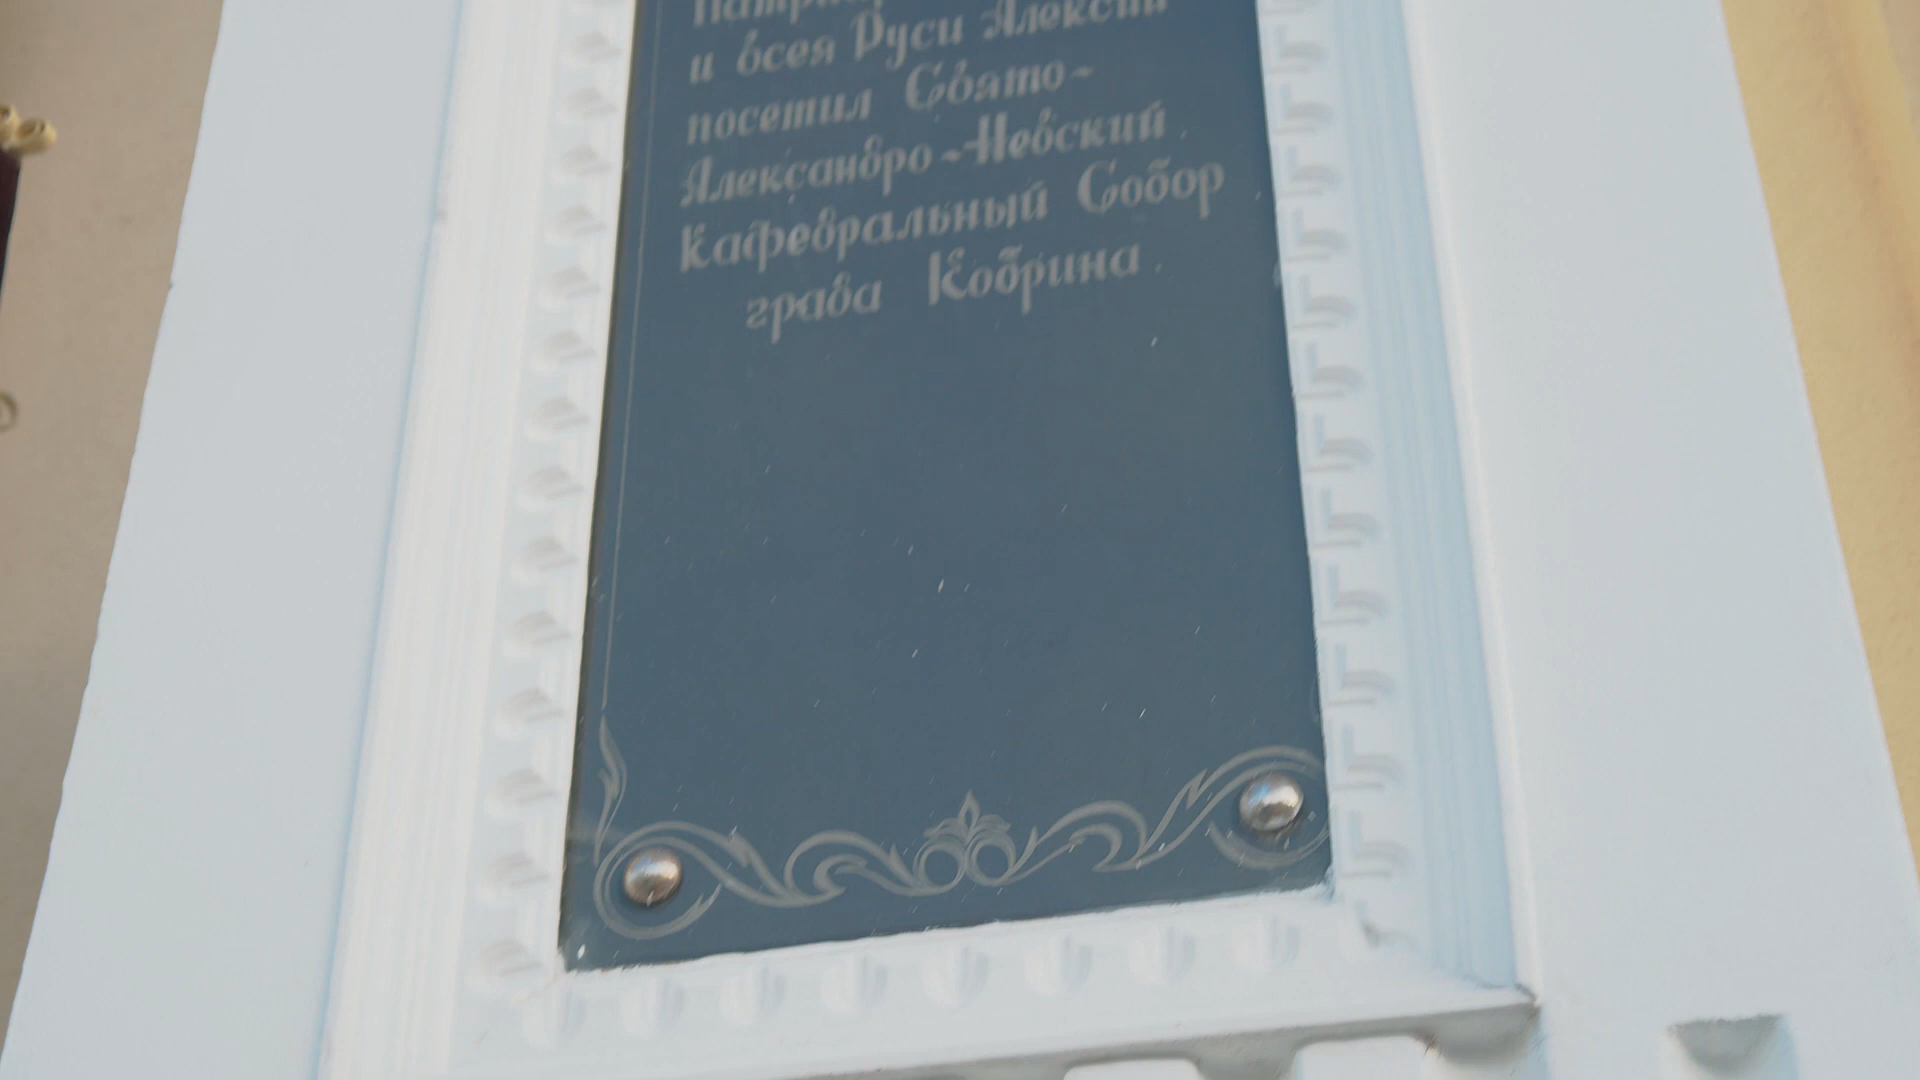 и всея Руси Алексий
посетил Свято-
Александро-Невский
Кафедральный Собор
града Кобрина.